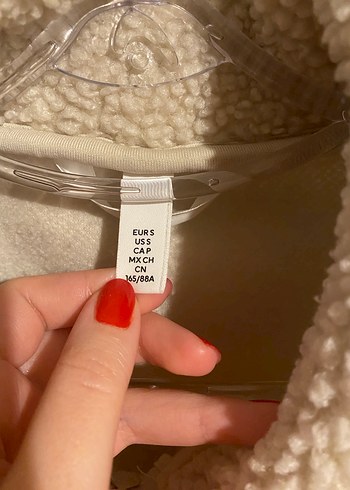 EUR S
US S
CA P
MX CH
CN
165/88A